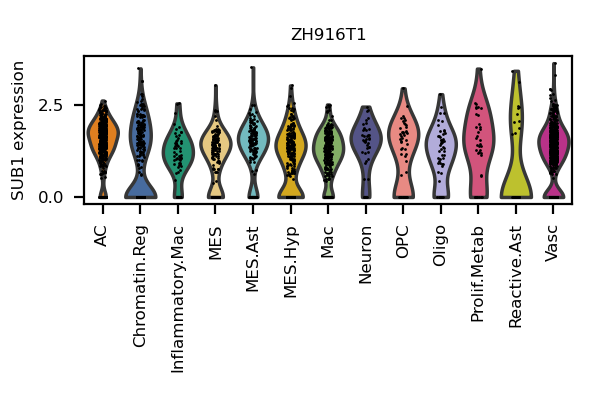 ZH916T1
SUB1 expression
2.5
0.0
AC
Chromatin.Reg
Inflammatory.Mac
MES
MES.Ast
MES.Hyp
Mac
Neuron
OPC
Oligo
Prolif.Metab
Reactive.Ast
Vasc